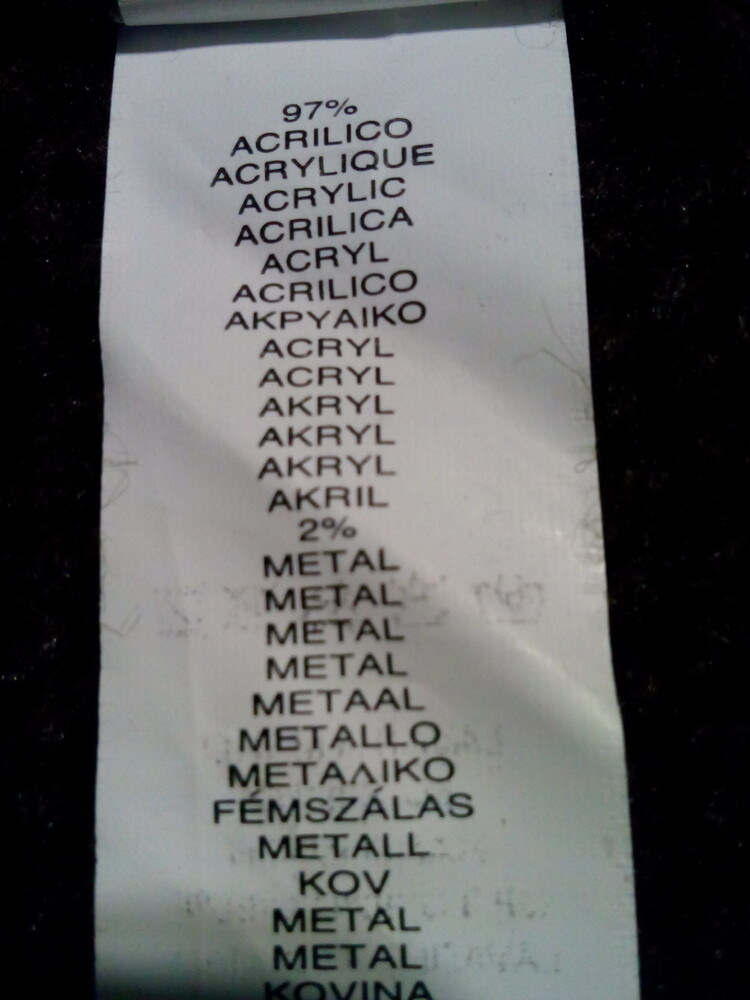 97%
ACRILICO
ACRYLIQUE
ACRYLIC
ACRILICA
ACRYL
ACRILICO
ΑΚΡΥΑΙΚΟ
ACRYL
ACRYL
AKRYL
AKRYL
AKRYL
AKRIL
2%
METAL
METAL
METAL
METAL
METAAL
METALLO
ΜΕΤΑΛΙΚΟ
FÉMSZÁLAS
METALL
KOV
METAL
METAL
KOVINA